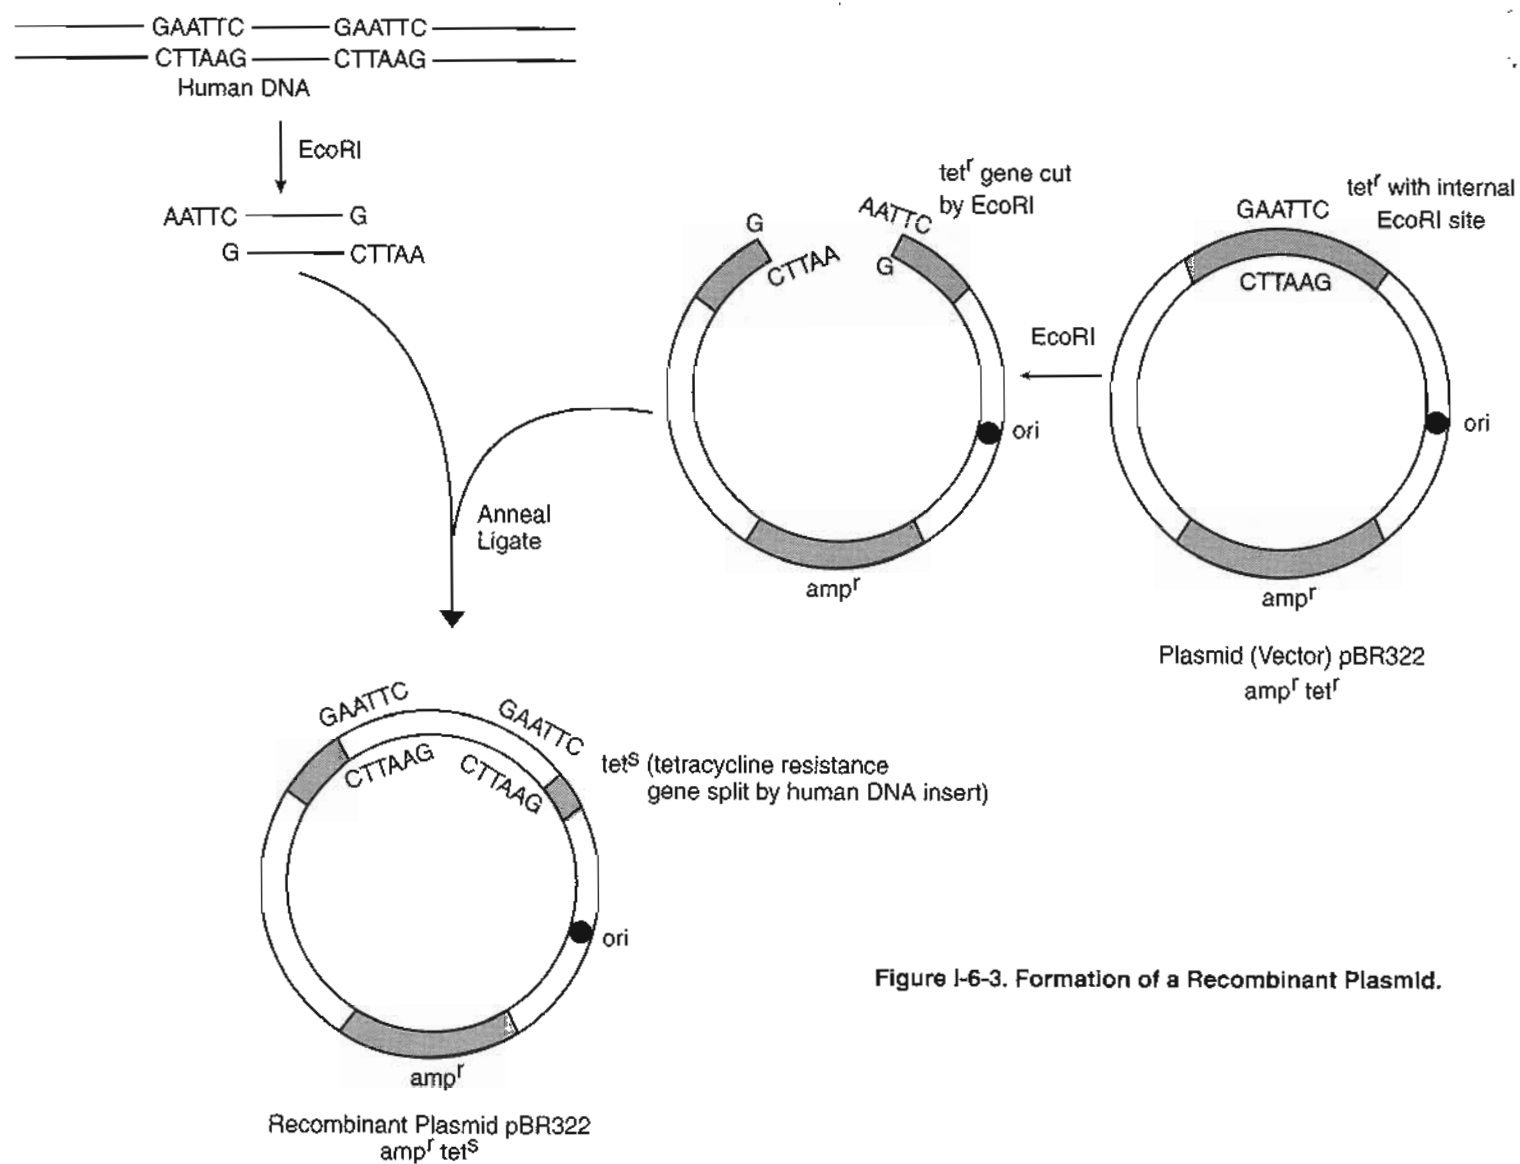 GAATTC GAATTC
CTTAAG CTTAAG
Human DNA
EcoRI
AATTC G
G CTTAA
G
CTTAA
AATTC
G
tetʳ gene cut
by EcoRI
ori
ampʳ
EcoRI
GAATTC
CTTAAG
tetʳ with internal
EcoRI site
ori
ampʳ
Plasmid (Vector) pBR322
ampʳ tetʳ
Anneal
Ligate
GAATTC
CTTAAG
GAATTC
CTTAAG
tetˢ (tetracycline resistance
gene split by human DNA insert)
ori
ampʳ
Recombinant Plasmid pBR322
ampʳ tetˢ
Figure I-6-3. Formation of a Recombinant Plasmid.